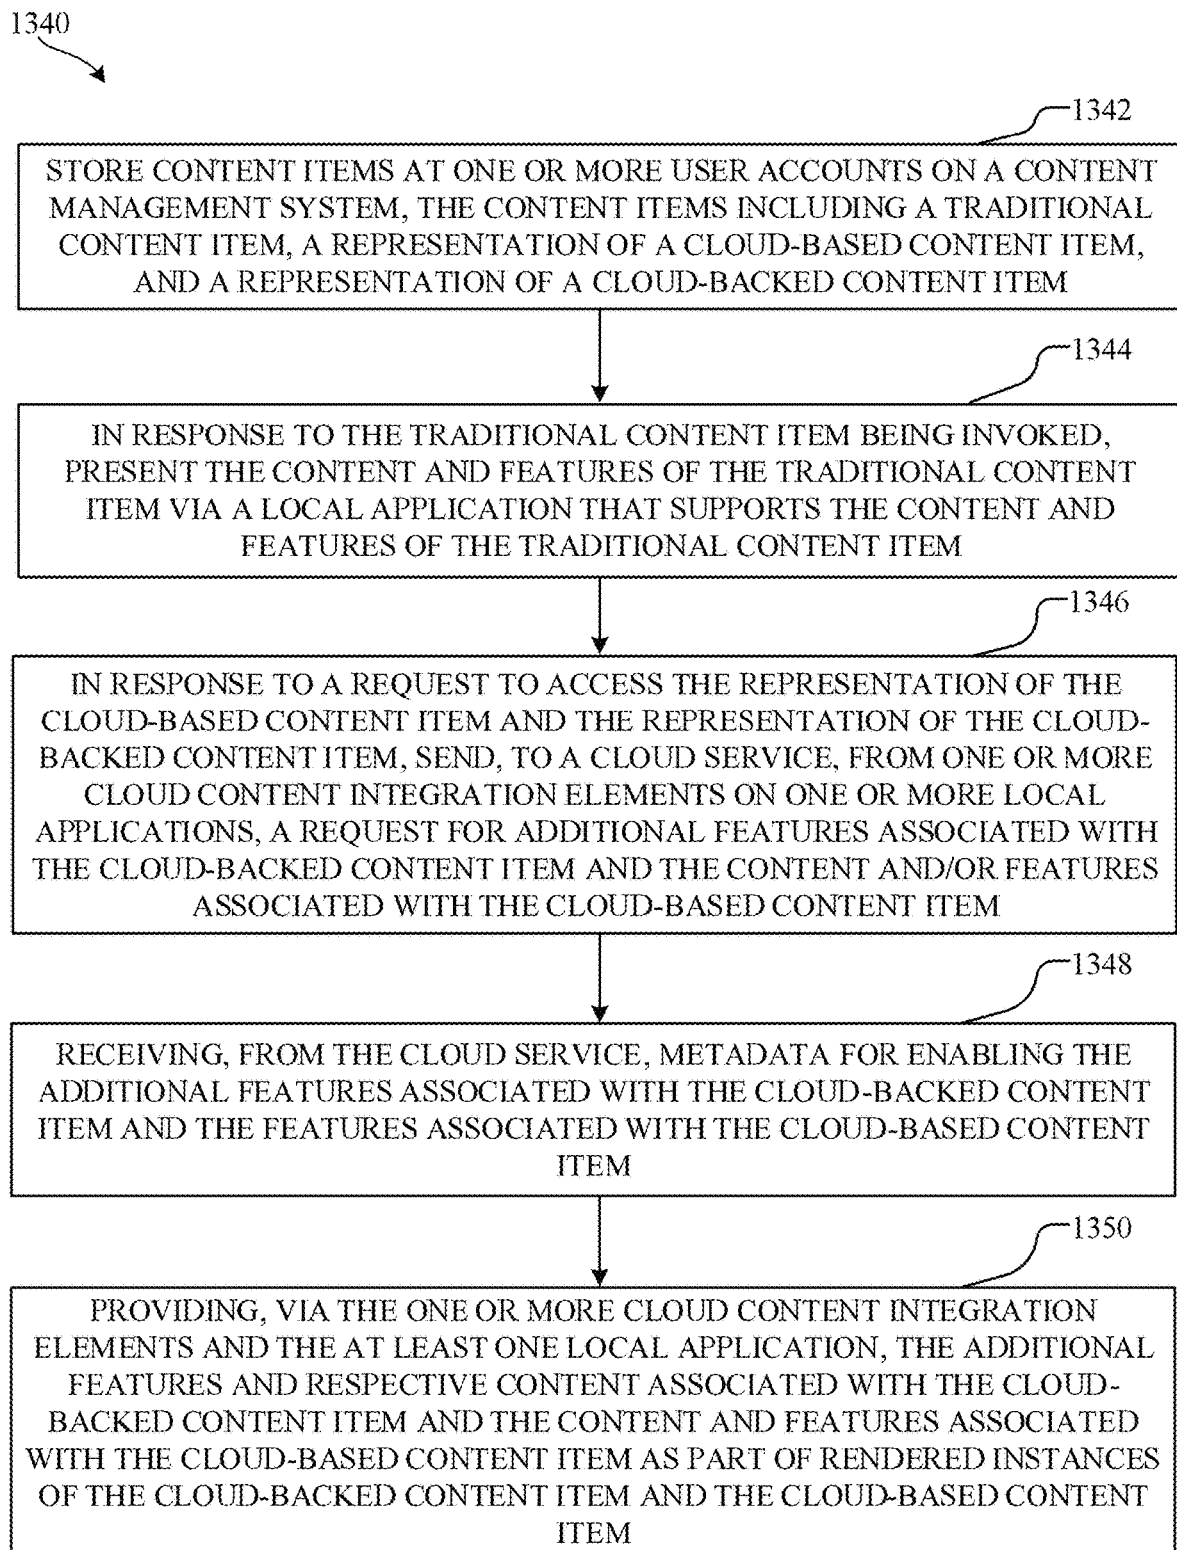 1340
1342
STORE CONTENT ITEMS AT ONE OR MORE USER ACCOUNTS ON A CONTENT
MANAGEMENT SYSTEM, THE CONTENT ITEMS INCLUDING A TRADITIONAL
CONTENT ITEM, A REPRESENTATION OF A CLOUD-BASED CONTENT ITEM,
AND A REPRESENTATION OF A CLOUD-BACKED CONTENT ITEM
1344
IN RESPONSE TO THE TRADITIONAL CONTENT ITEM BEING INVOKED,
PRESENT THE CONTENT AND FEATURES OF THE TRADITIONAL CONTENT
ITEM VIA A LOCAL APPLICATION THAT SUPPORTS THE CONTENT AND
FEATURES OF THE TRADITIONAL CONTENT ITEM
1346
IN RESPONSE TO A REQUEST TO ACCESS THE REPRESENTATION OF THE
CLOUD-BASED CONTENT ITEM AND THE REPRESENTATION OF THE CLOUD-
BACKED CONTENT ITEM, SEND, TO A CLOUD SERVICE, FROM ONE OR MORE
CLOUD CONTENT INTEGRATION ELEMENTS ON ONE OR MORE LOCAL
APPLICATIONS, A REQUEST FOR ADDITIONAL FEATURES ASSOCIATED WITH
THE CLOUD-BACKED CONTENT ITEM AND THE CONTENT AND/OR FEATURES
ASSOCIATED WITH THE CLOUD-BASED CONTENT ITEM
1348
RECEIVING, FROM THE CLOUD SERVICE, METADATA FOR ENABLING THE
ADDITIONAL FEATURES ASSOCIATED WITH THE CLOUD-BACKED CONTENT
ITEM AND THE FEATURES ASSOCIATED WITH THE CLOUD-BASED CONTENT
ITEM
1350
PROVIDING, VIA THE ONE OR MORE CLOUD CONTENT INTEGRATION
ELEMENTS AND THE AT LEAST ONE LOCAL APPLICATION, THE ADDITIONAL
FEATURES AND RESPECTIVE CONTENT ASSOCIATED WITH THE CLOUD-
BACKED CONTENT ITEM AND THE CONTENT AND FEATURES ASSOCIATED
WITH THE CLOUD-BASED CONTENT ITEM AS PART OF RENDERED INSTANCES
OF THE CLOUD-BACKED CONTENT ITEM AND THE CLOUD-BASED CONTENT
ITEM